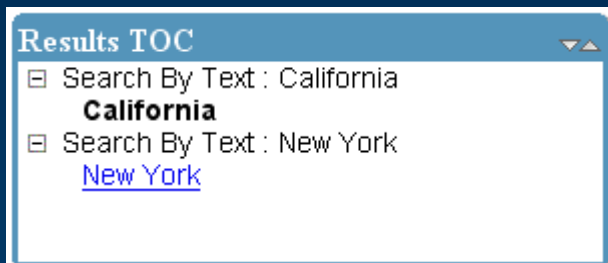 Results TOC
Search By Text : California
California
Search By Text : New York
New York